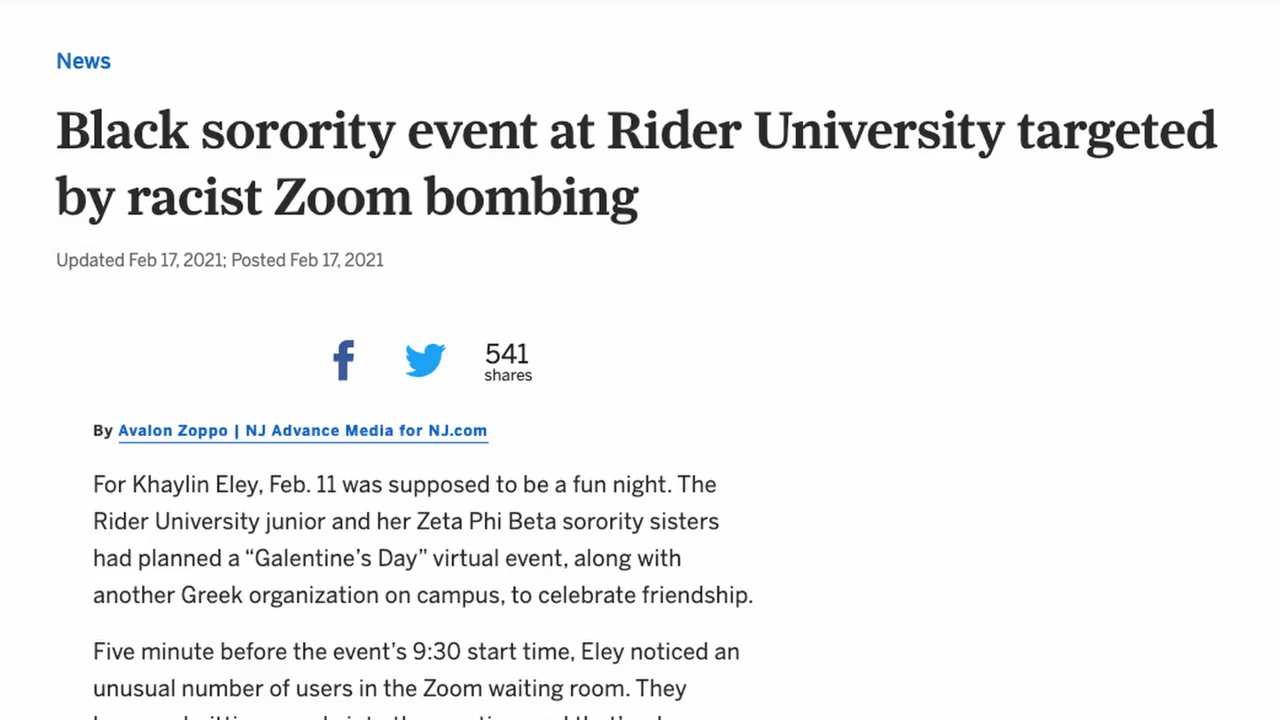 News
Black sorority event at Rider University targeted
by racist Zoom bombing
Updated Feb 17, 2021; Posted Feb 17, 2021
541
shares
By Avalon Zoppo | NJ Advance Media for NJ.com
For Khaylin Eley, Feb. 11 was supposed to be a fun night. The
Rider University junior and her Zeta Phi Beta sorority sisters
had planned a “Galentine’s Day” virtual event, along with
another Greek organization on campus, to celebrate friendship.
Five minute before the event’s 9:30 start time, Eley noticed an
unusual number of users in the Zoom waiting room. They